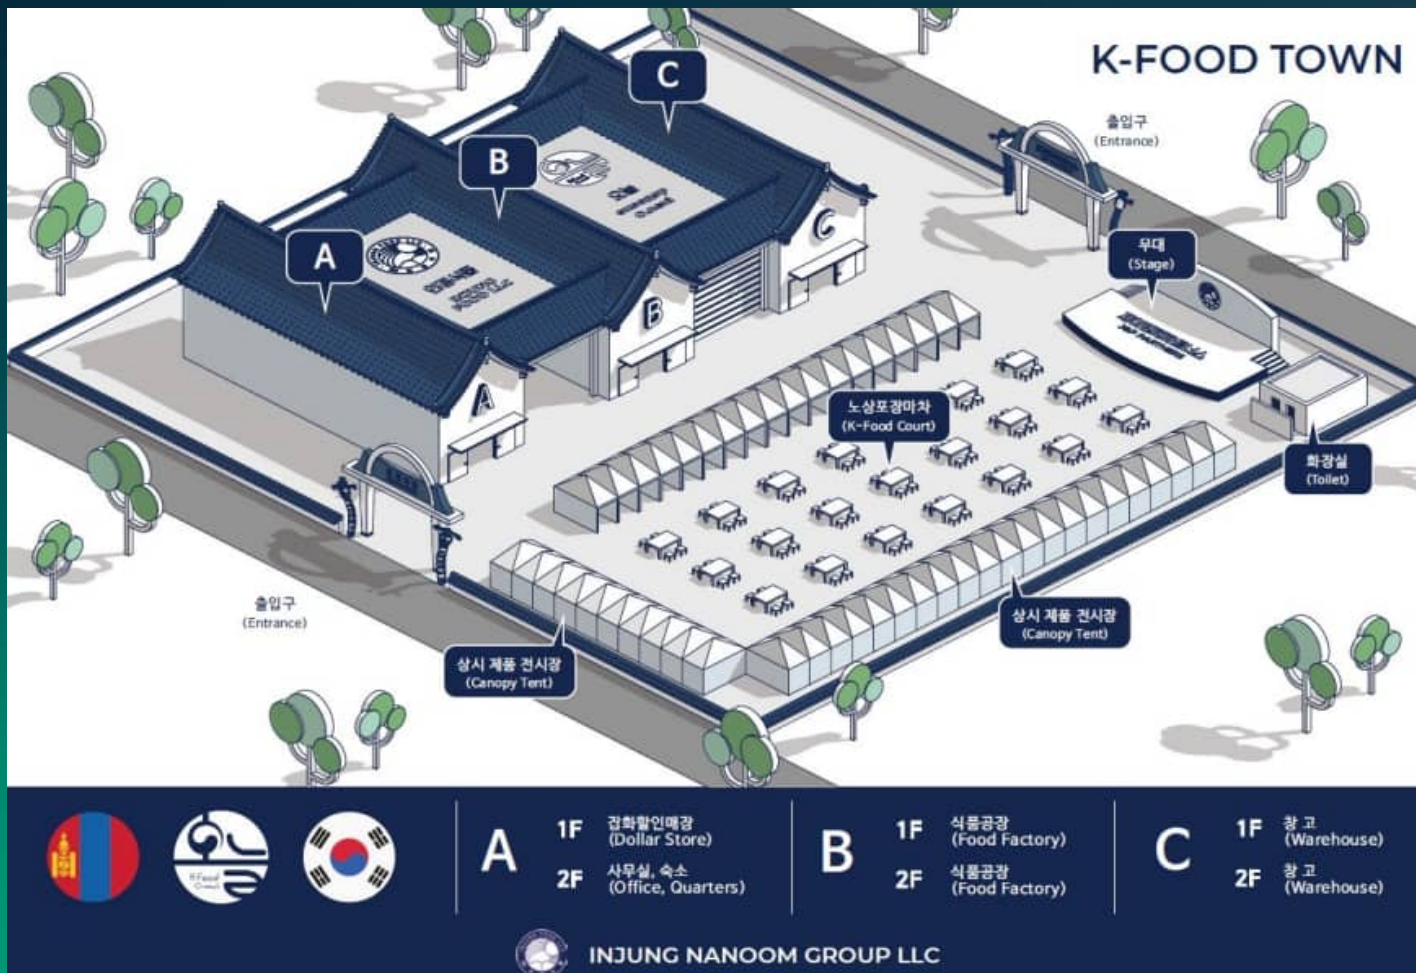 K-FOOD TOWN
C
B
A
출입구
(Entrance)
무대
(Stage)
C
B
A
노상포장마차
(K-Food Court)
화장실
(Toilet)
출입구
(Entrance)
상시 제품 전시장
(Canopy Tent)
상시 제품 전시장
(Canopy Tent)
A
1F 잡화할인매장
(Dollar Store)
2F 사무실, 숙소
(Office, Quarters)
B
1F 식품공장
(Food Factory)
2F 식품공장
(Food Factory)
C
1F 창 고
(Warehouse)
2F 창 고
(Warehouse)
INJUNG NANOOM GROUP LLC